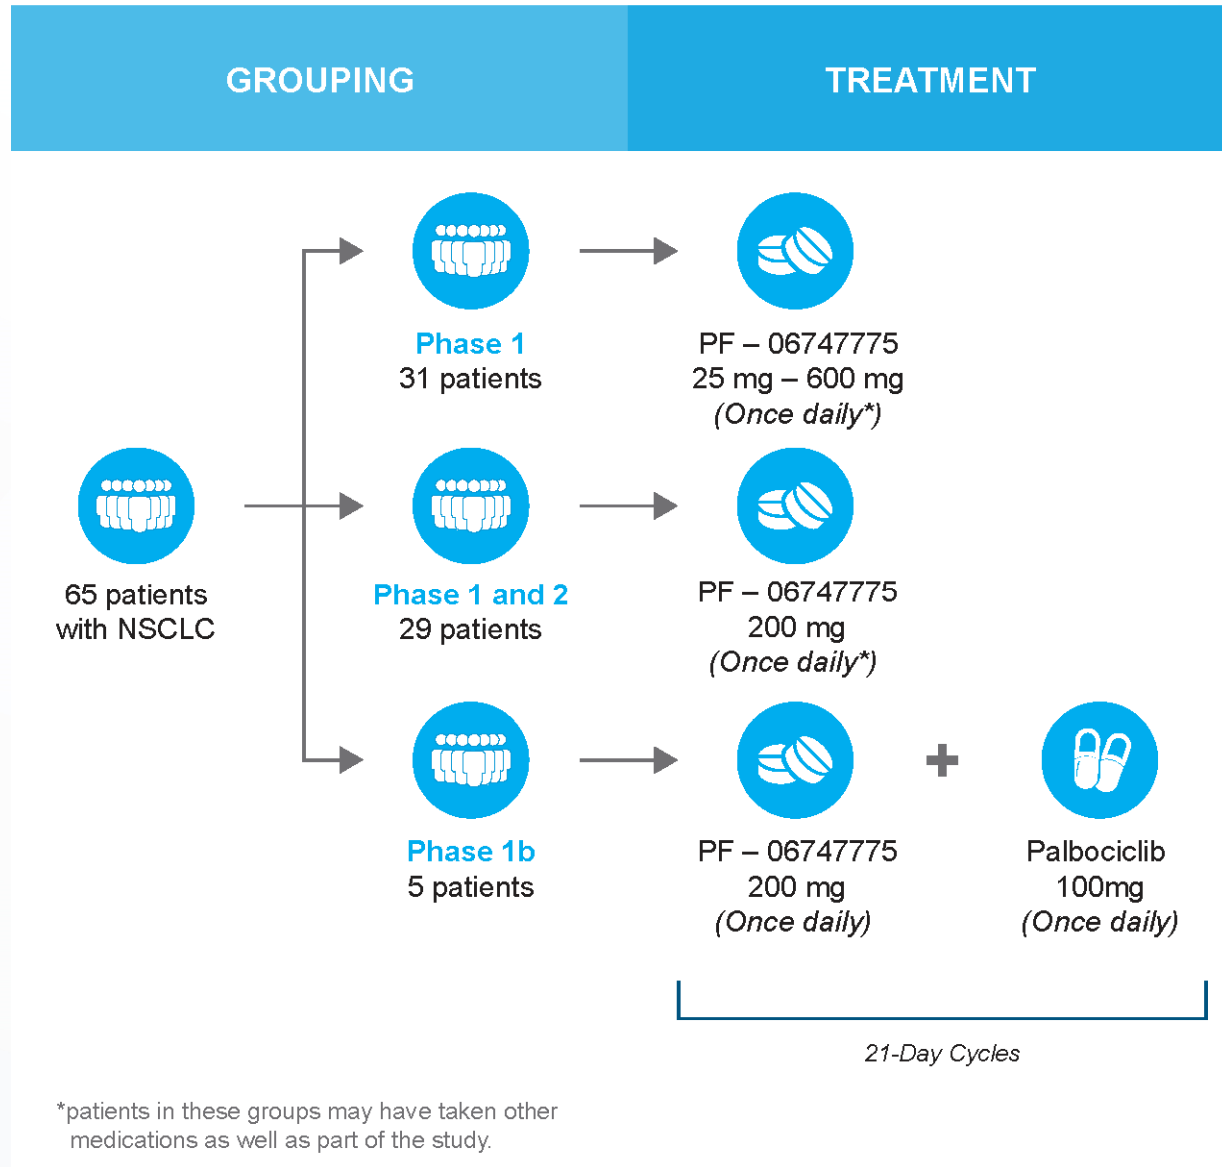 GROUPING
TREATMENT
Phase 1
31 patients
PF – 06747775
25 mg – 600 mg
(Once daily*)
65 patients
with NSCLC
Phase 1 and 2
29 patients
PF – 06747775
200 mg
(Once daily*)
Phase 1b
5 patients
PF – 06747775
200 mg
(Once daily)
Palbociclib
100mg
(Once daily)
21-Day Cycles
*patients in these groups may have taken other
medications as well as part of the study.